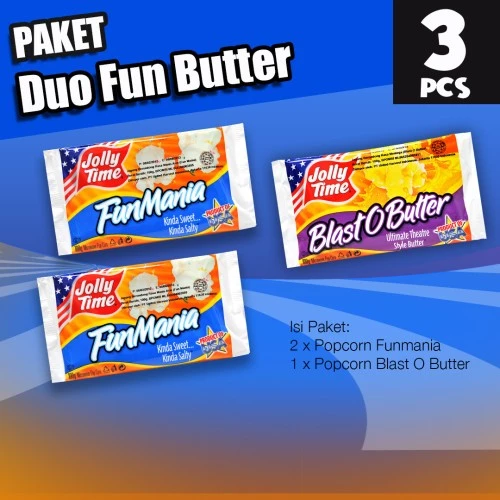 PAKET
Duo Fun Butter
3
PCS
Jolly
Time
FunMania
Kinda Sweet...
Kinda Salty
Jolly
Time
Blast O Butter
Ultimate Theatre
Style Butter
Jolly
Time
FunMania
Kinda Sweet...
Kinda Salty
Isi Paket:
2 x Popcorn Funmania
1 x Popcorn Blast O Butter